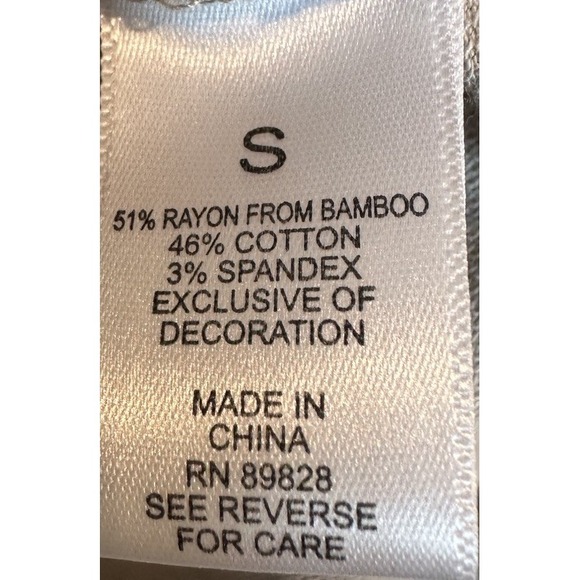 S
51% RAYON FROM BAMBOO
46% COTTON
3% SPANDEX
EXCLUSIVE OF
DECORATION
MADE IN
CHINA
RN 89828
SEE REVERSE
FOR CARE